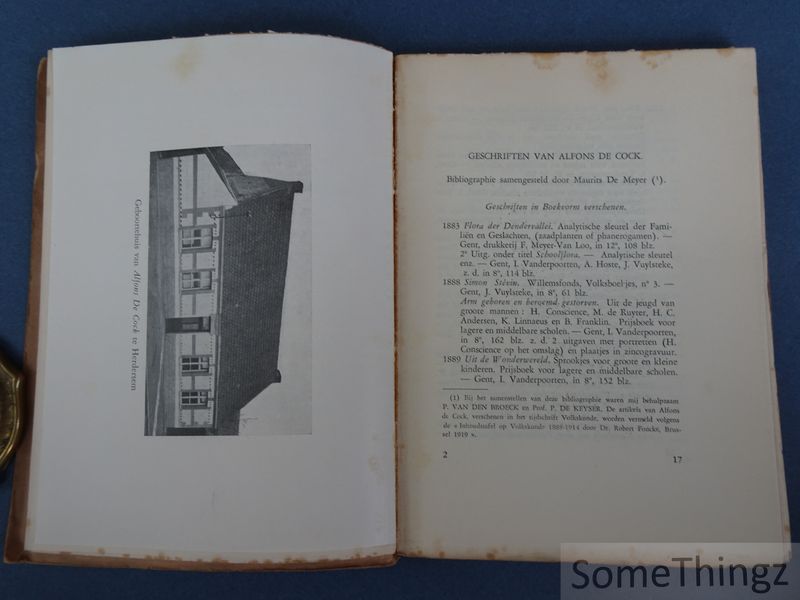 Geboortehuis van Alfons De Cock te Herdersem
GESCHRIFTEN VAN ALFONS DE COCK.
Bibliographie samengesteld door Maurits De Meyer (¹).
Geschriften in Boekvorm verschenen.
1883 Flora der Dendervallei. Analytische sleutel der Fami-
liën en Geslachten, (zaadplanten of phanerogamen). —
Gent, drukkerij F. Meyer-Van Loo, in 12°, 108 blz.
2e Uitg. onder titel Schoolflora. — Analytische sleutel
enz. — Gent, I. Vanderpoorten, A. Hoste, J. Vuylsteke,
z. d. in 8°, 114 blz.
1888 Simon Stévin. Willemsfonds, Volksboekjes, n° 3. —
Gent, J. Vuylsteke, in 8°, 61 blz.
Arm geboren en beroemd gestorven. Uit de jeugd van
groote mannen : H. Conscience, M. de Ruyter, H. C.
Andersen, K. Linnaeus en B. Franklin. Prijsboek voor
lagere en middelbare scholen. — Gent, I. Vanderpoorten,
in 8°, 162 blz. z. d. 2 uitgaven met portretten (H.
Conscience op het omslag) en plaatjes in zincogravuur.
1889 Uit de Wonderwereld. Sprookjes voor groote en kleine
kinderen. Prijsboek voor lagere en middelbare scholen.
— Gent, I. Vanderpoorten, in 8°, 152 blz.
(1) Bij het samenstellen van deze bibliographie waren mij behulpzaam
P. VAN DEN BROECK en Prof. P. DE KEYSER. De artikels van Alfons
de Cock, verschenen in het tijdschrift Volkskunde, worden vermeld volgens
de « Inhoudstafel op Volkskunde 1888-1914 door Dr. Robert Foncke, Brus-
sel 1919 ».
2
17
SomeThingz